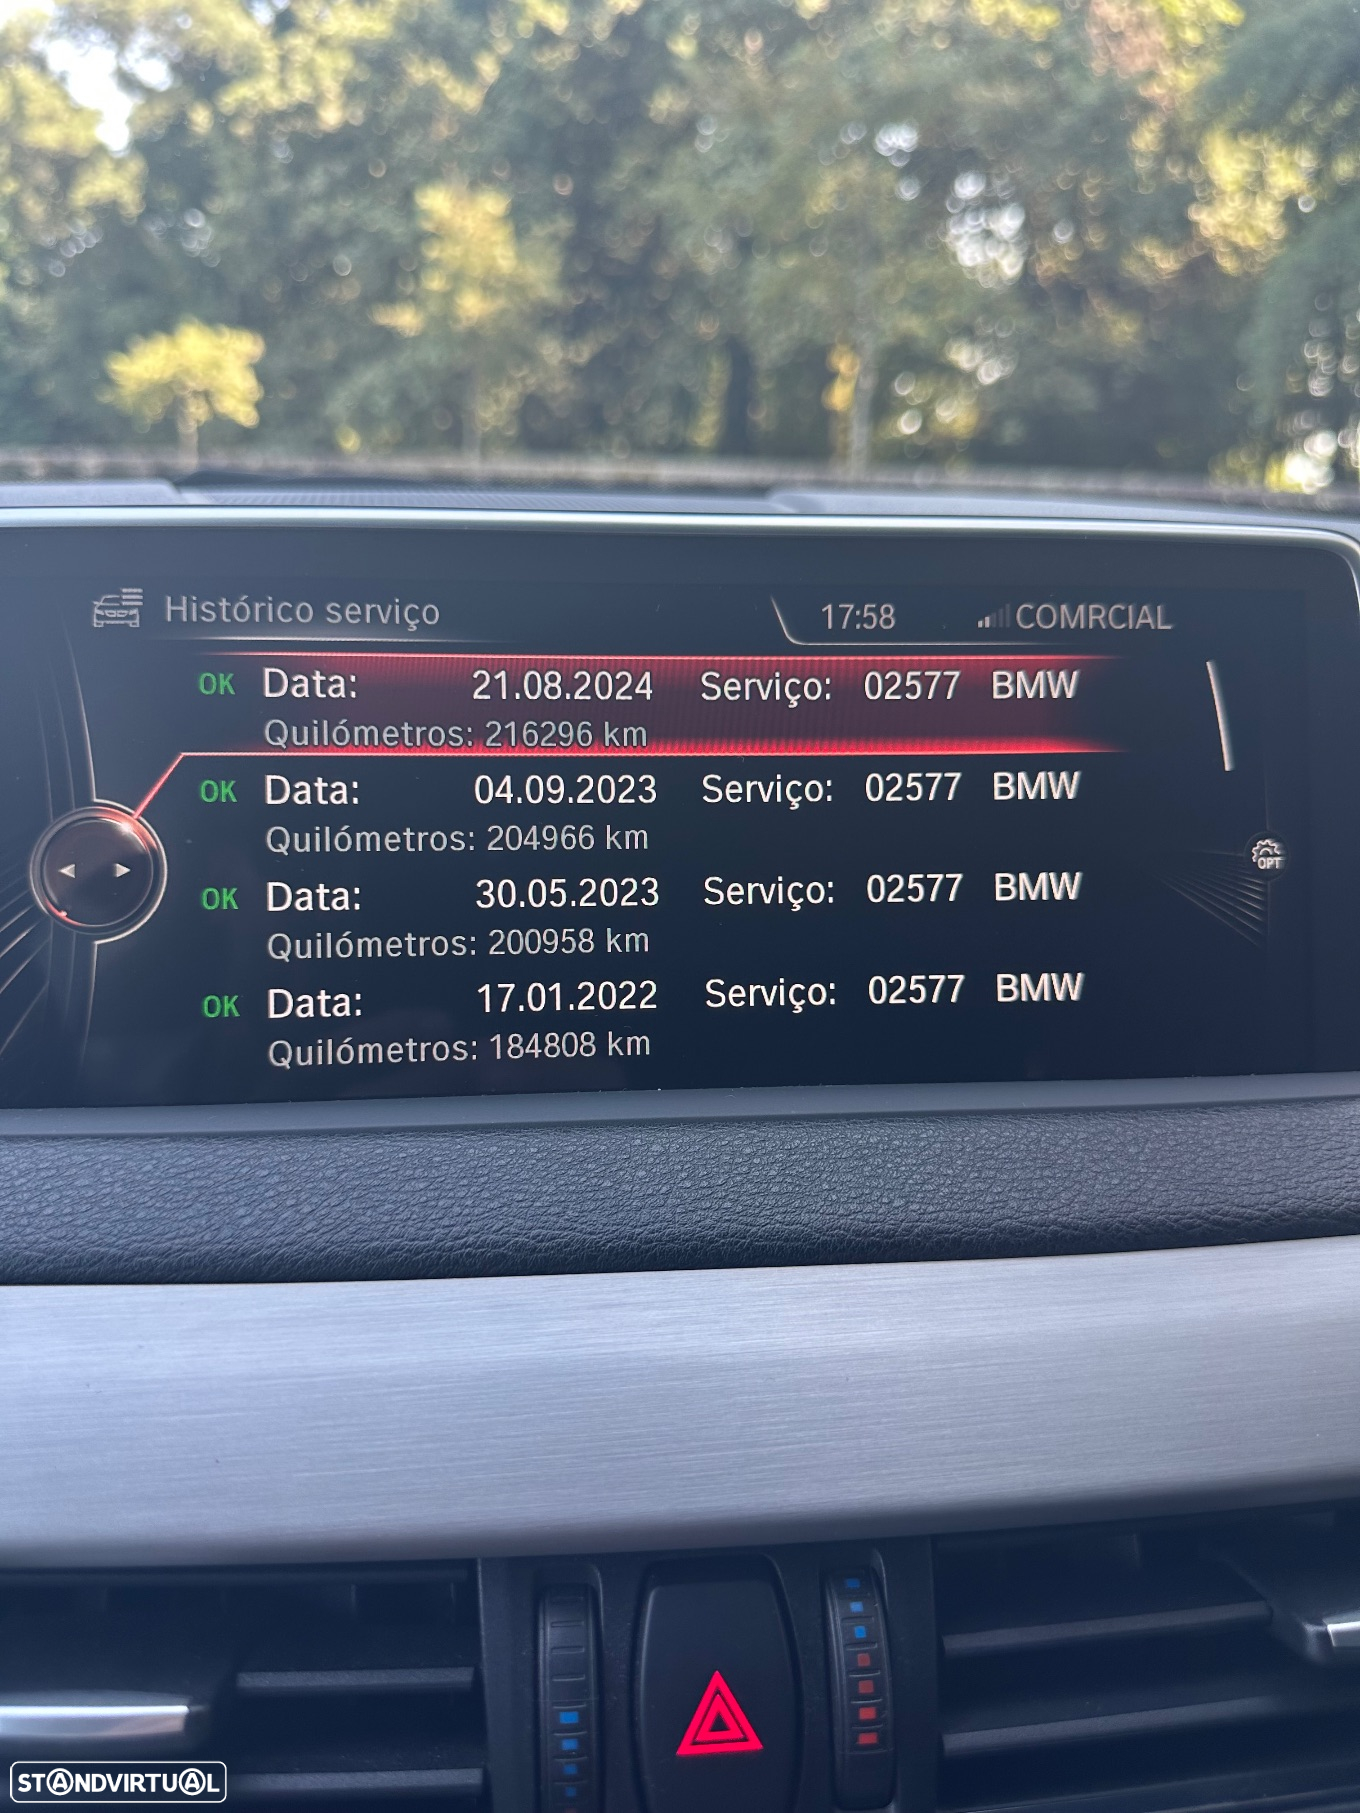 Histórico serviço 17:58 COMRCIAL
OK Data: 21.08.2024 Serviço: 02577 BMW
Quilómetros: 216296 km
OK Data: 04.09.2023 Serviço: 02577 BMW
Quilómetros: 204966 km
OK Data: 30.05.2023 Serviço: 02577 BMW
Quilómetros: 200958 km
OK Data: 17.01.2022 Serviço: 02577 BMW
Quilómetros: 184808 km
OPT
STANDVIRTUAL